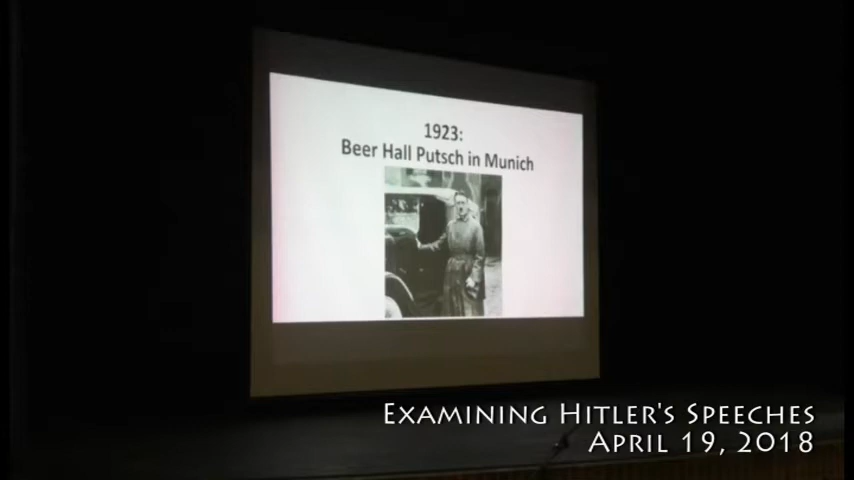 1923:
Beer Hall Putsch in Munich
Examining Hitler's Speeches
April 19, 2018